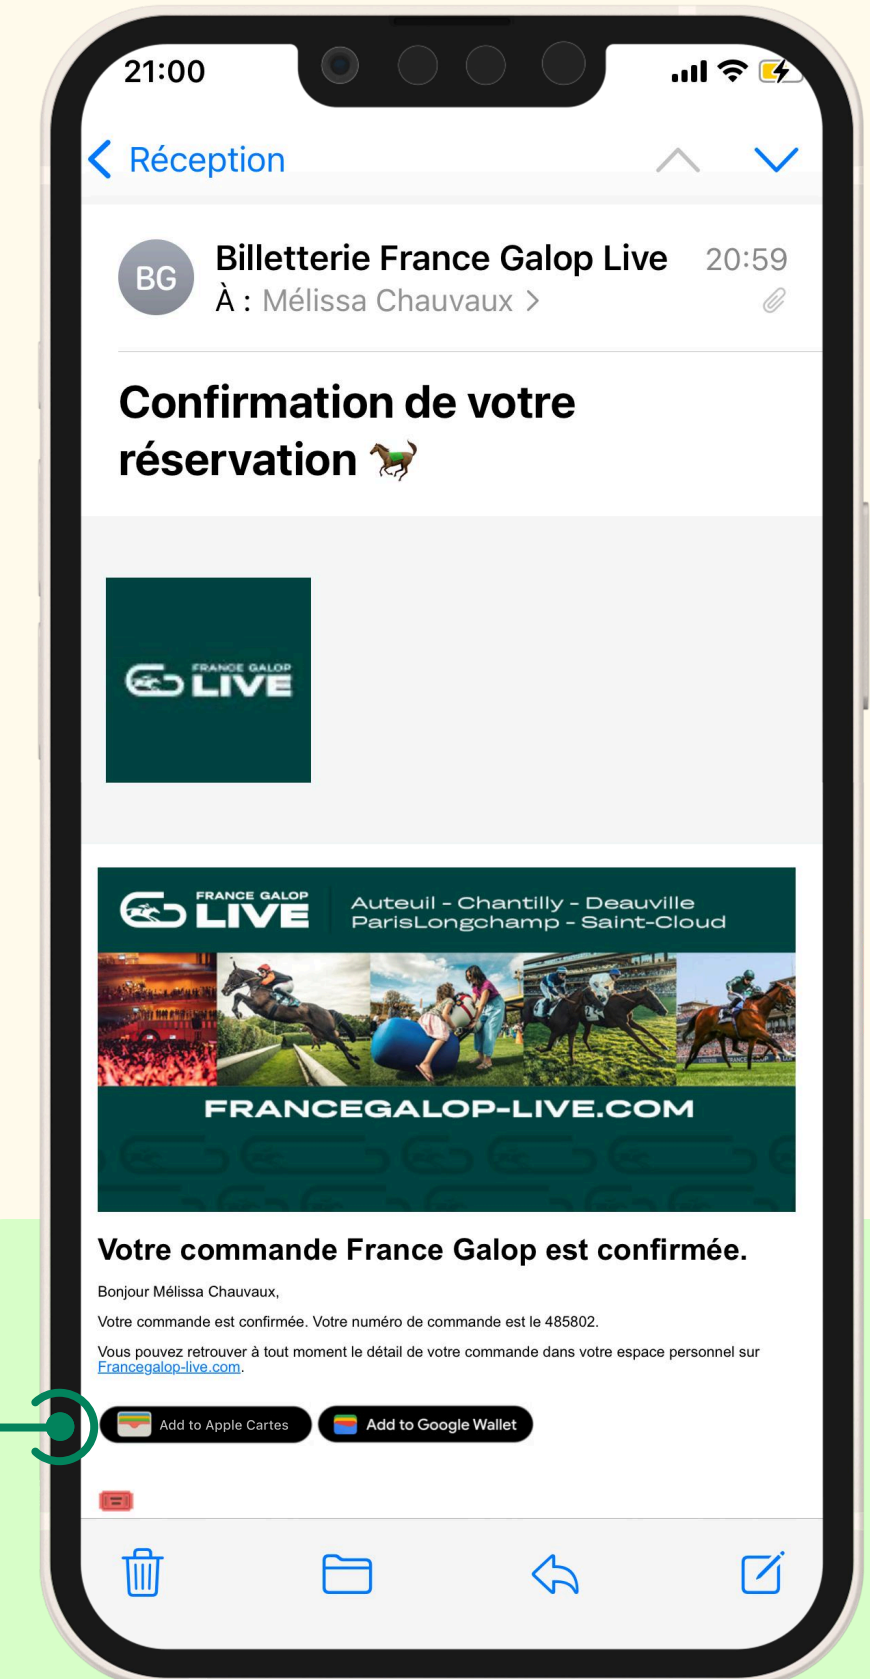 21:00
Réception
BG
Billetterie France Galop Live
20:59
À : Mélissa Chauvaux
Confirmation de votre
réservation
FRANCE GALOP
LIVE
FRANCE GALOP
LIVE
Auteuil - Chantilly - Deauville
ParisLongchamp - Saint-Cloud
FRANCEGALOP-LIVE.COM
Votre commande France Galop est confirmée.
Bonjour Mélissa Chauvaux,
Votre commande est confirmée. Votre numéro de commande est le 485802.
Vous pouvez retrouver à tout moment le détail de votre commande dans votre espace personnel sur
Francegalop-live.com.
Add to Apple Cartes
Add to Google Wallet